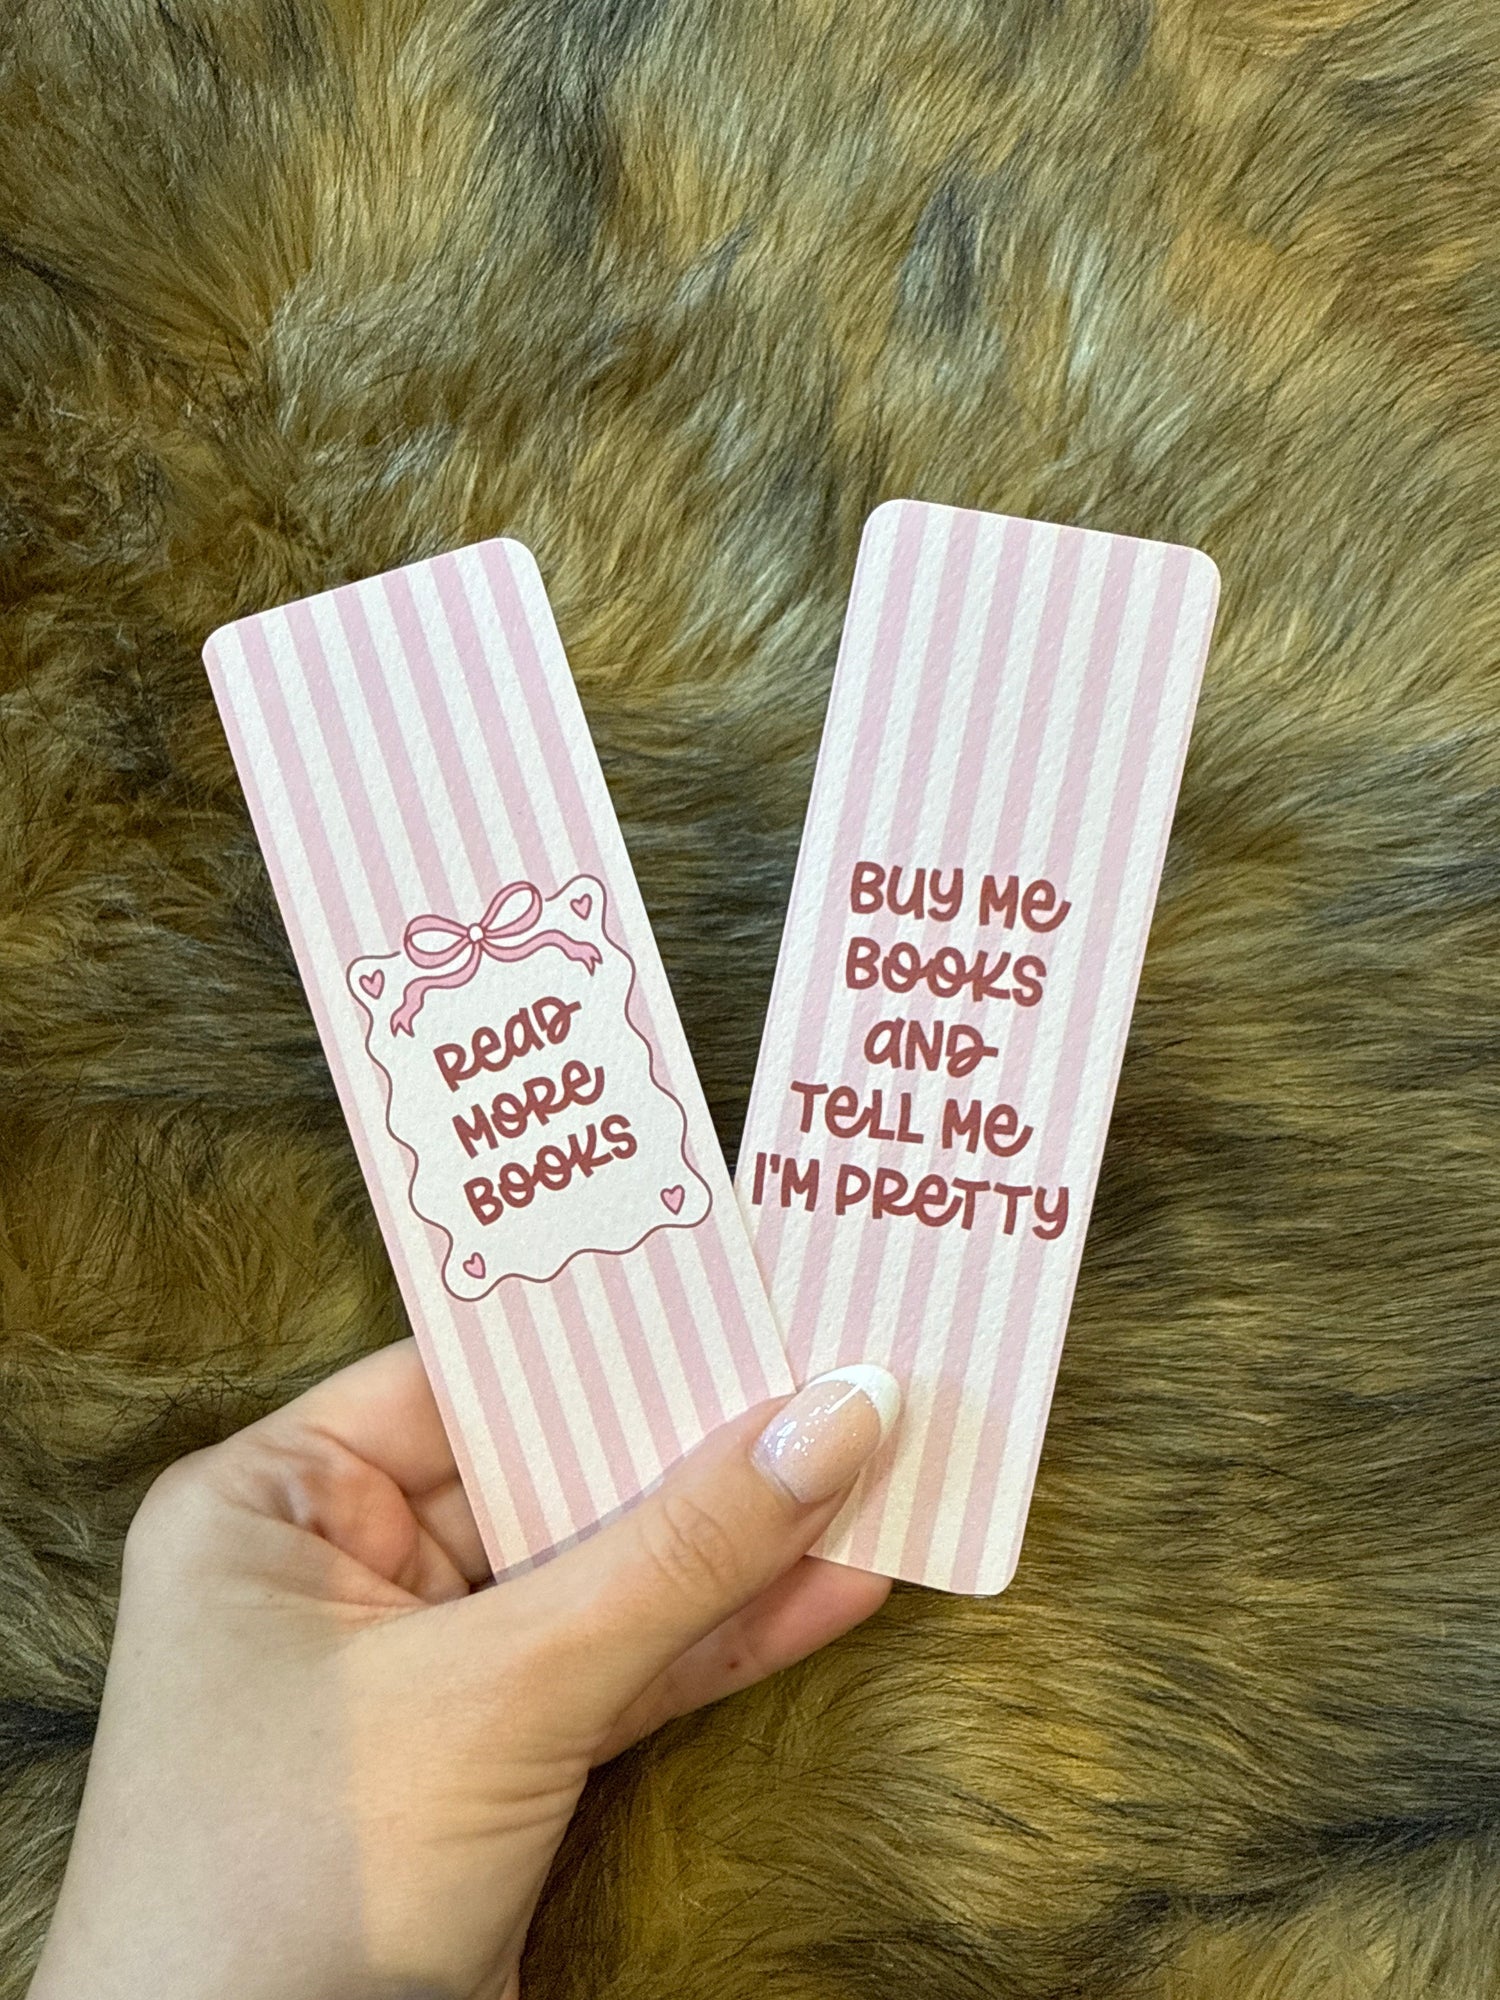 READ
MORE
BOOKS
BUY ME
BOOKS
AND
TELL ME
I'M PRETTY